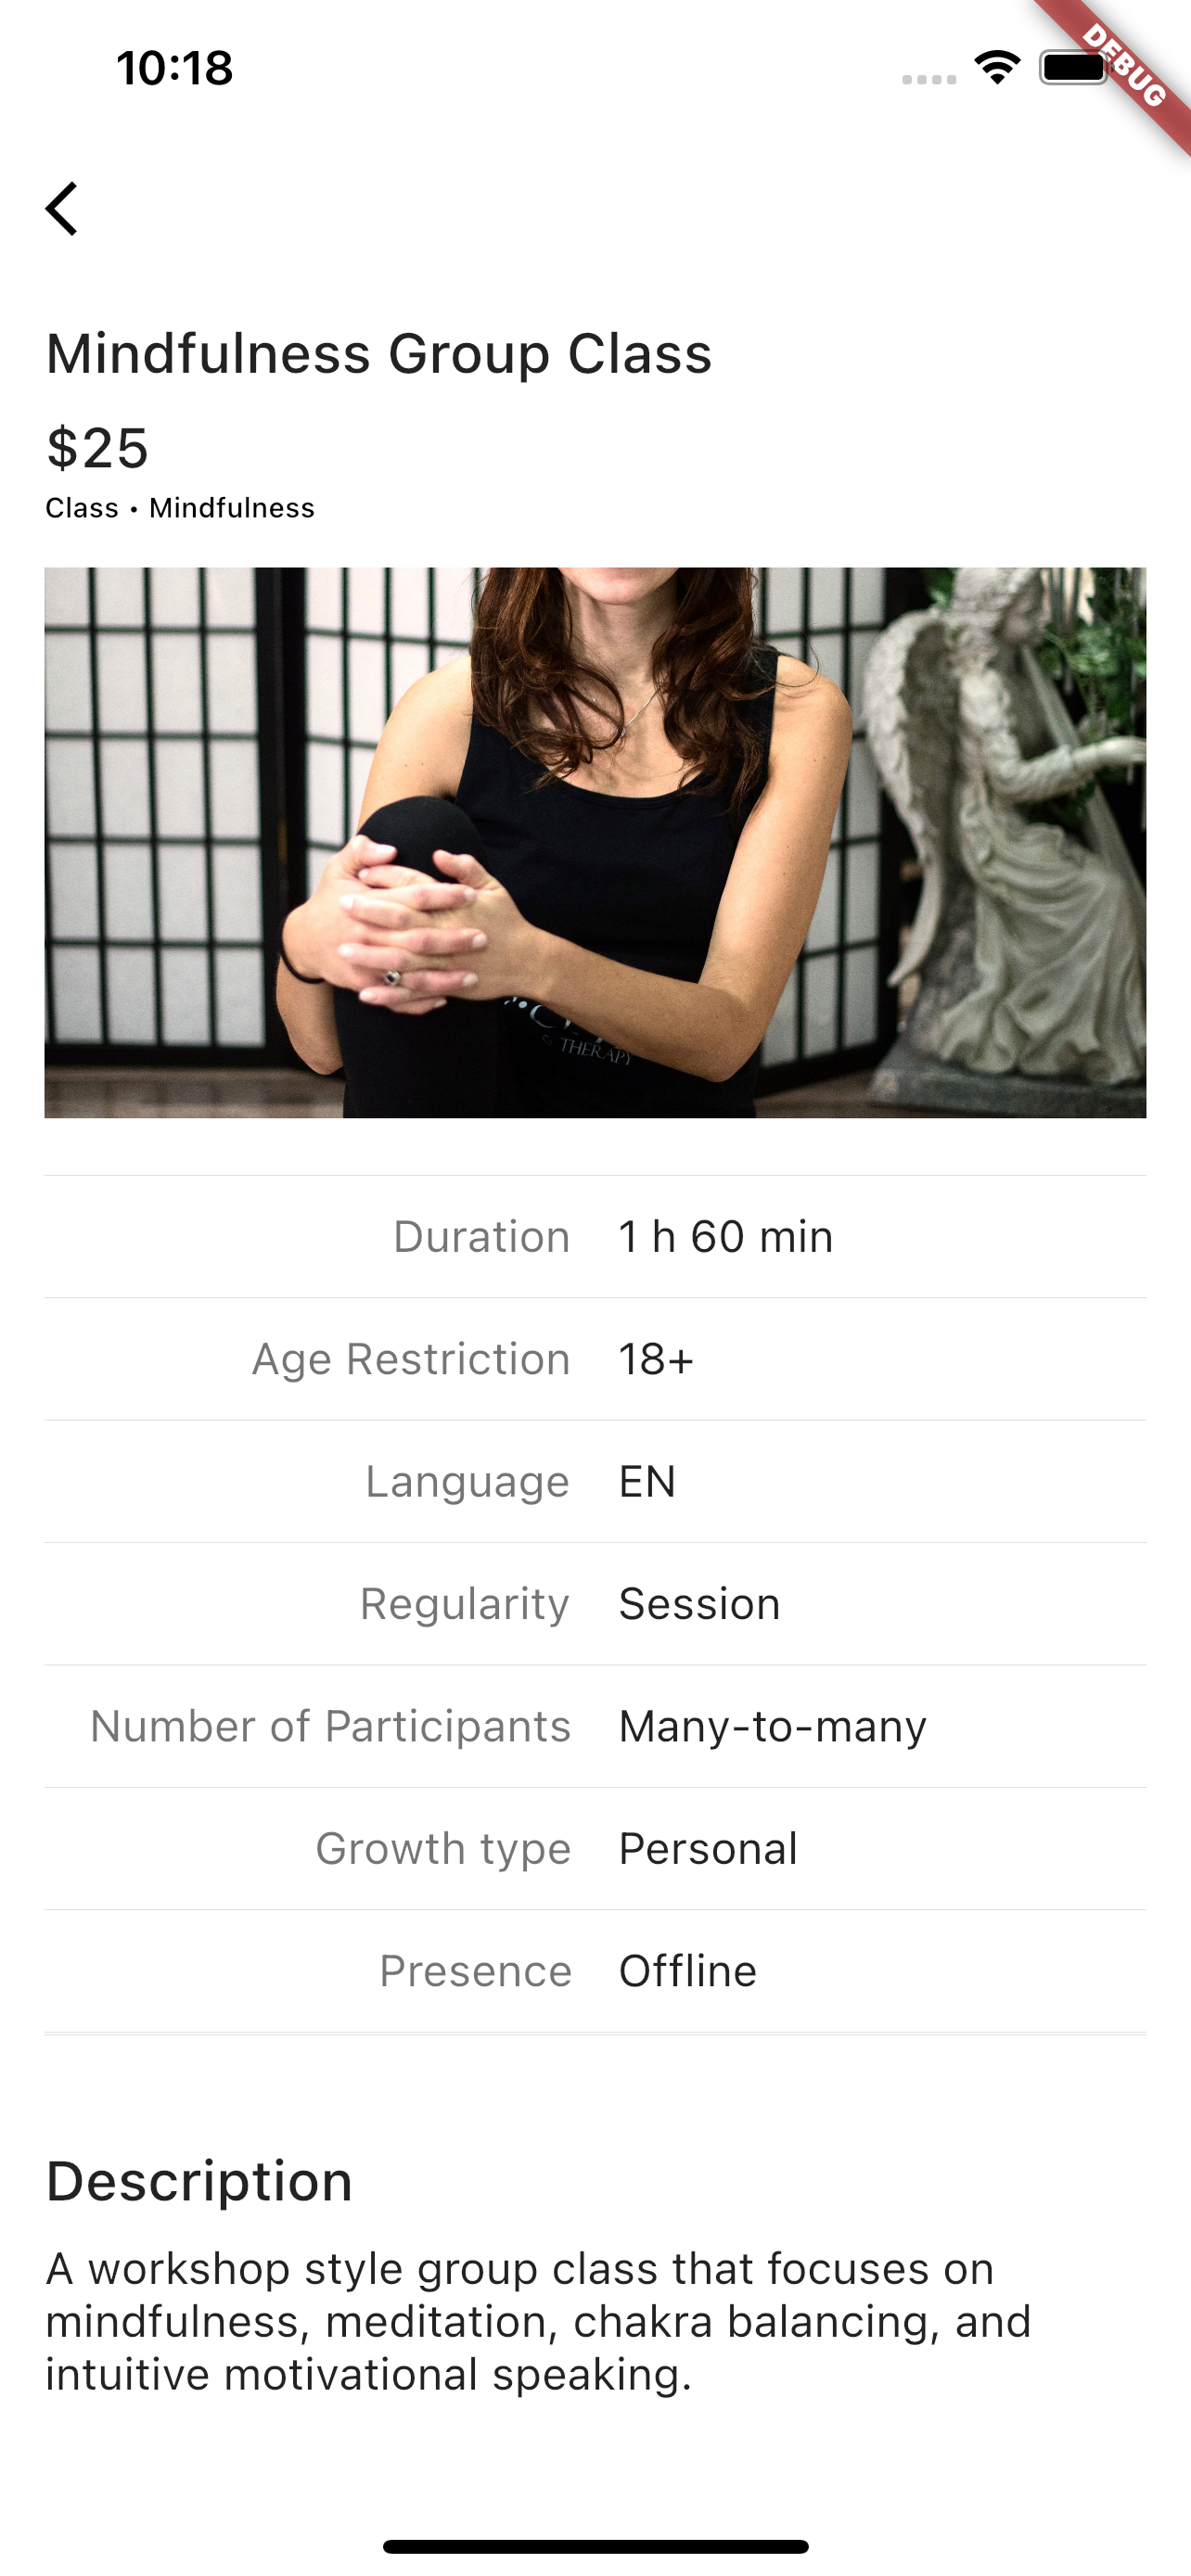 10:18
DEBUG
Mindfulness Group Class
$25
Class • Mindfulness
THERAPY
Duration 1 h 60 min
Age Restriction 18+
Language EN
Regularity Session
Number of Participants Many-to-many
Growth type Personal
Presence Offline
Description
A workshop style group class that focuses on
mindfulness, meditation, chakra balancing, and
intuitive motivational speaking.